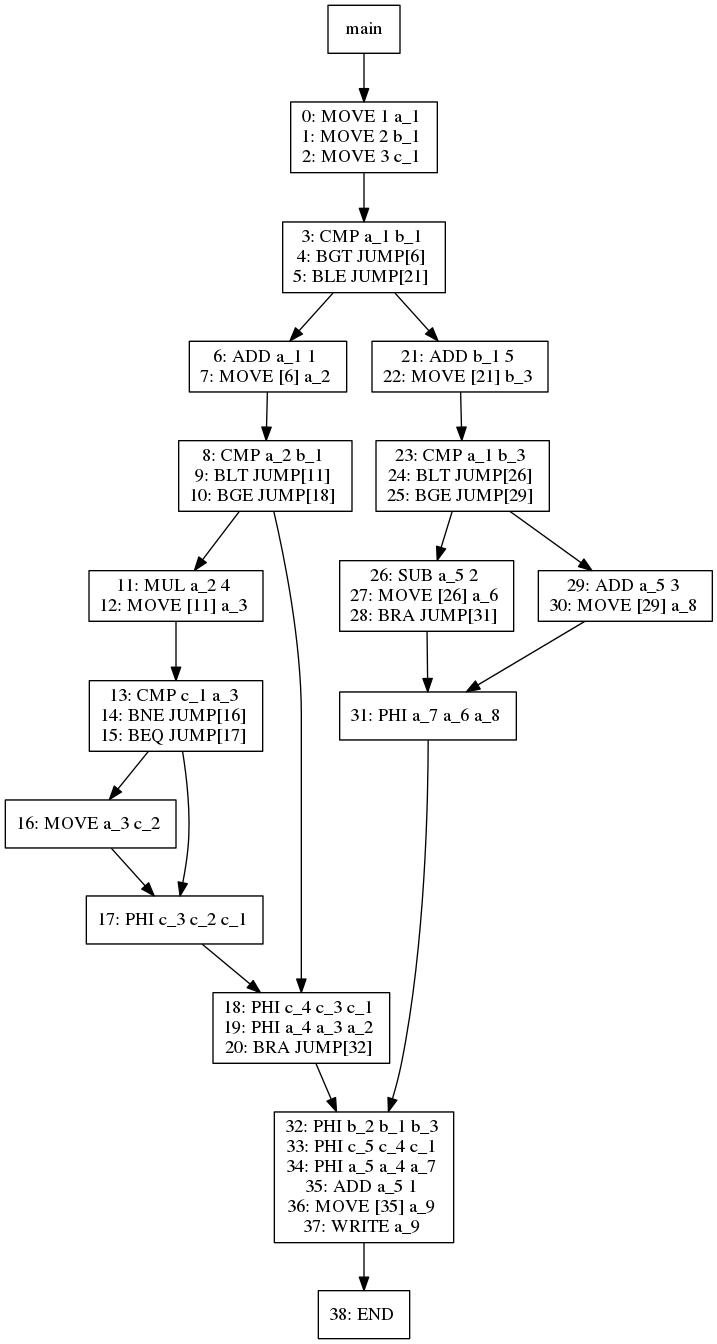 main
0: MOVE 1 a_1
1: MOVE 2 b_1
2: MOVE 3 c_1
3: CMP a_1 b_1
4: BGT JUMP[6]
5: BLE JUMP[21]
6: ADD a_1 1
7: MOVE [6] a_2
21: ADD b_1 5
22: MOVE [21] b_3
8: CMP a_2 b_1
9: BLT JUMP[11]
10: BGE JUMP[18]
23: CMP a_1 b_3
24: BLT JUMP[26]
25: BGE JUMP[29]
11: MUL a_2 4
12: MOVE [11] a_3
26: SUB a_5 2
27: MOVE [26] a_6
28: BRA JUMP[31]
29: ADD a_5 3
30: MOVE [29] a_8
13: CMP c_1 a_3
14: BNE JUMP[16]
15: BEQ JUMP[17]
31: PHI a_7 a_6 a_8
16: MOVE a_3 c_2
17: PHI c_3 c_2 c_1
18: PHI c_4 c_3 c_1
19: PHI a_4 a_3 a_2
20: BRA JUMP[32]
32: PHI b_2 b_1 b_3
33: PHI c_5 c_4 c_1
34: PHI a_5 a_4 a_7
35: ADD a_5 1
36: MOVE [35] a_9
37: WRITE a_9
38: END